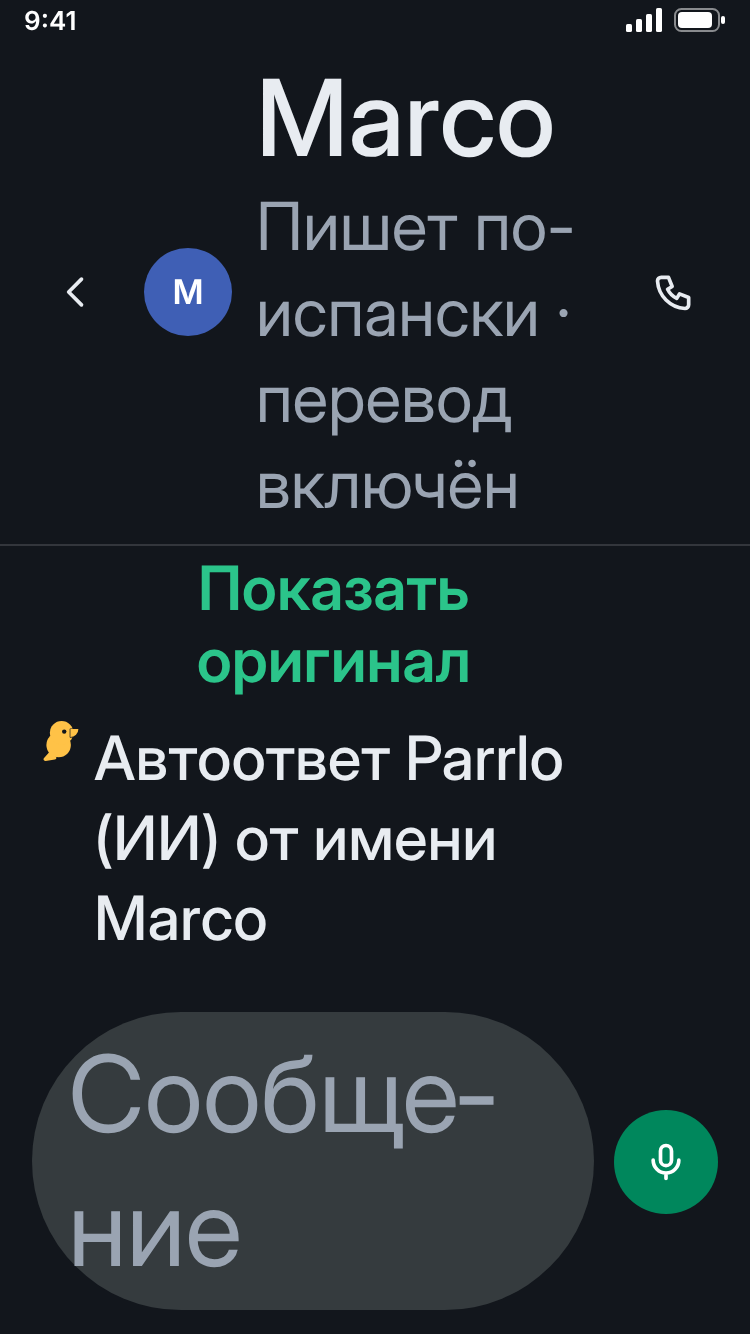 9:41
Marco
Пишет по-
испански ·
перевод
включён
M
Показать
оригинал
Автоответ Parrlo
(ИИ) от имени
Marco
Сообще-
ние